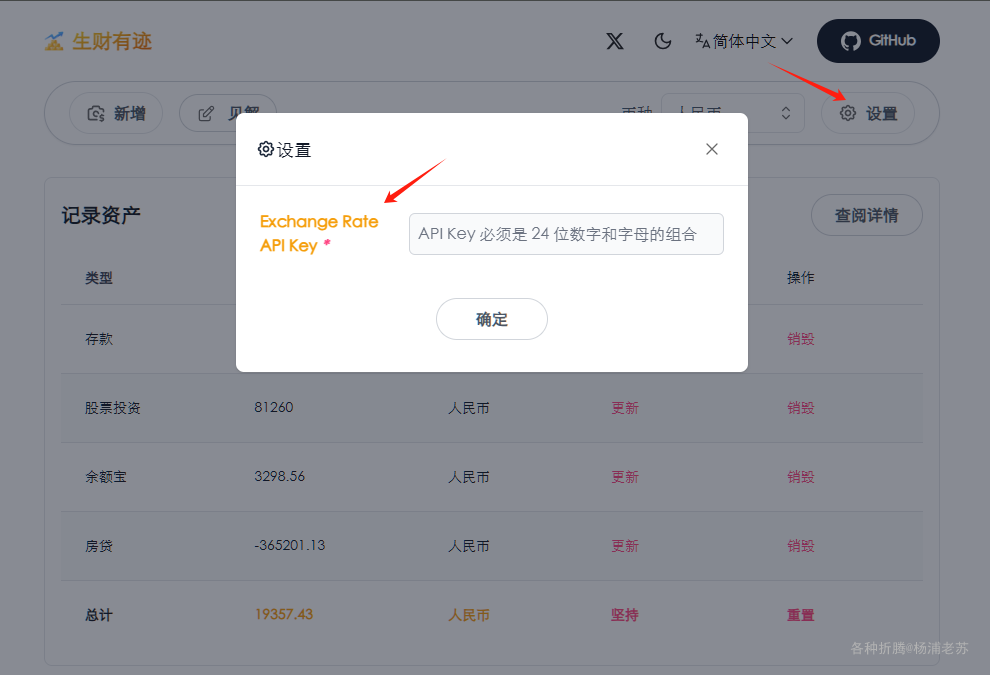 生财有迹
简体中文
GitHub
新增
见解
币种
人民币
设置
设置
Exchange Rate
API Key *
API Key 必须是 24 位数字和字母的组合
确定
记录资产
查阅详情
类型
操作
存款
销毁
股票投资
81260
人民币
更新
销毁
余额宝
3298.56
人民币
更新
销毁
房贷
-365201.13
人民币
更新
销毁
总计
19357.43
人民币
坚持
重置
各种折腾@杨浦老苏